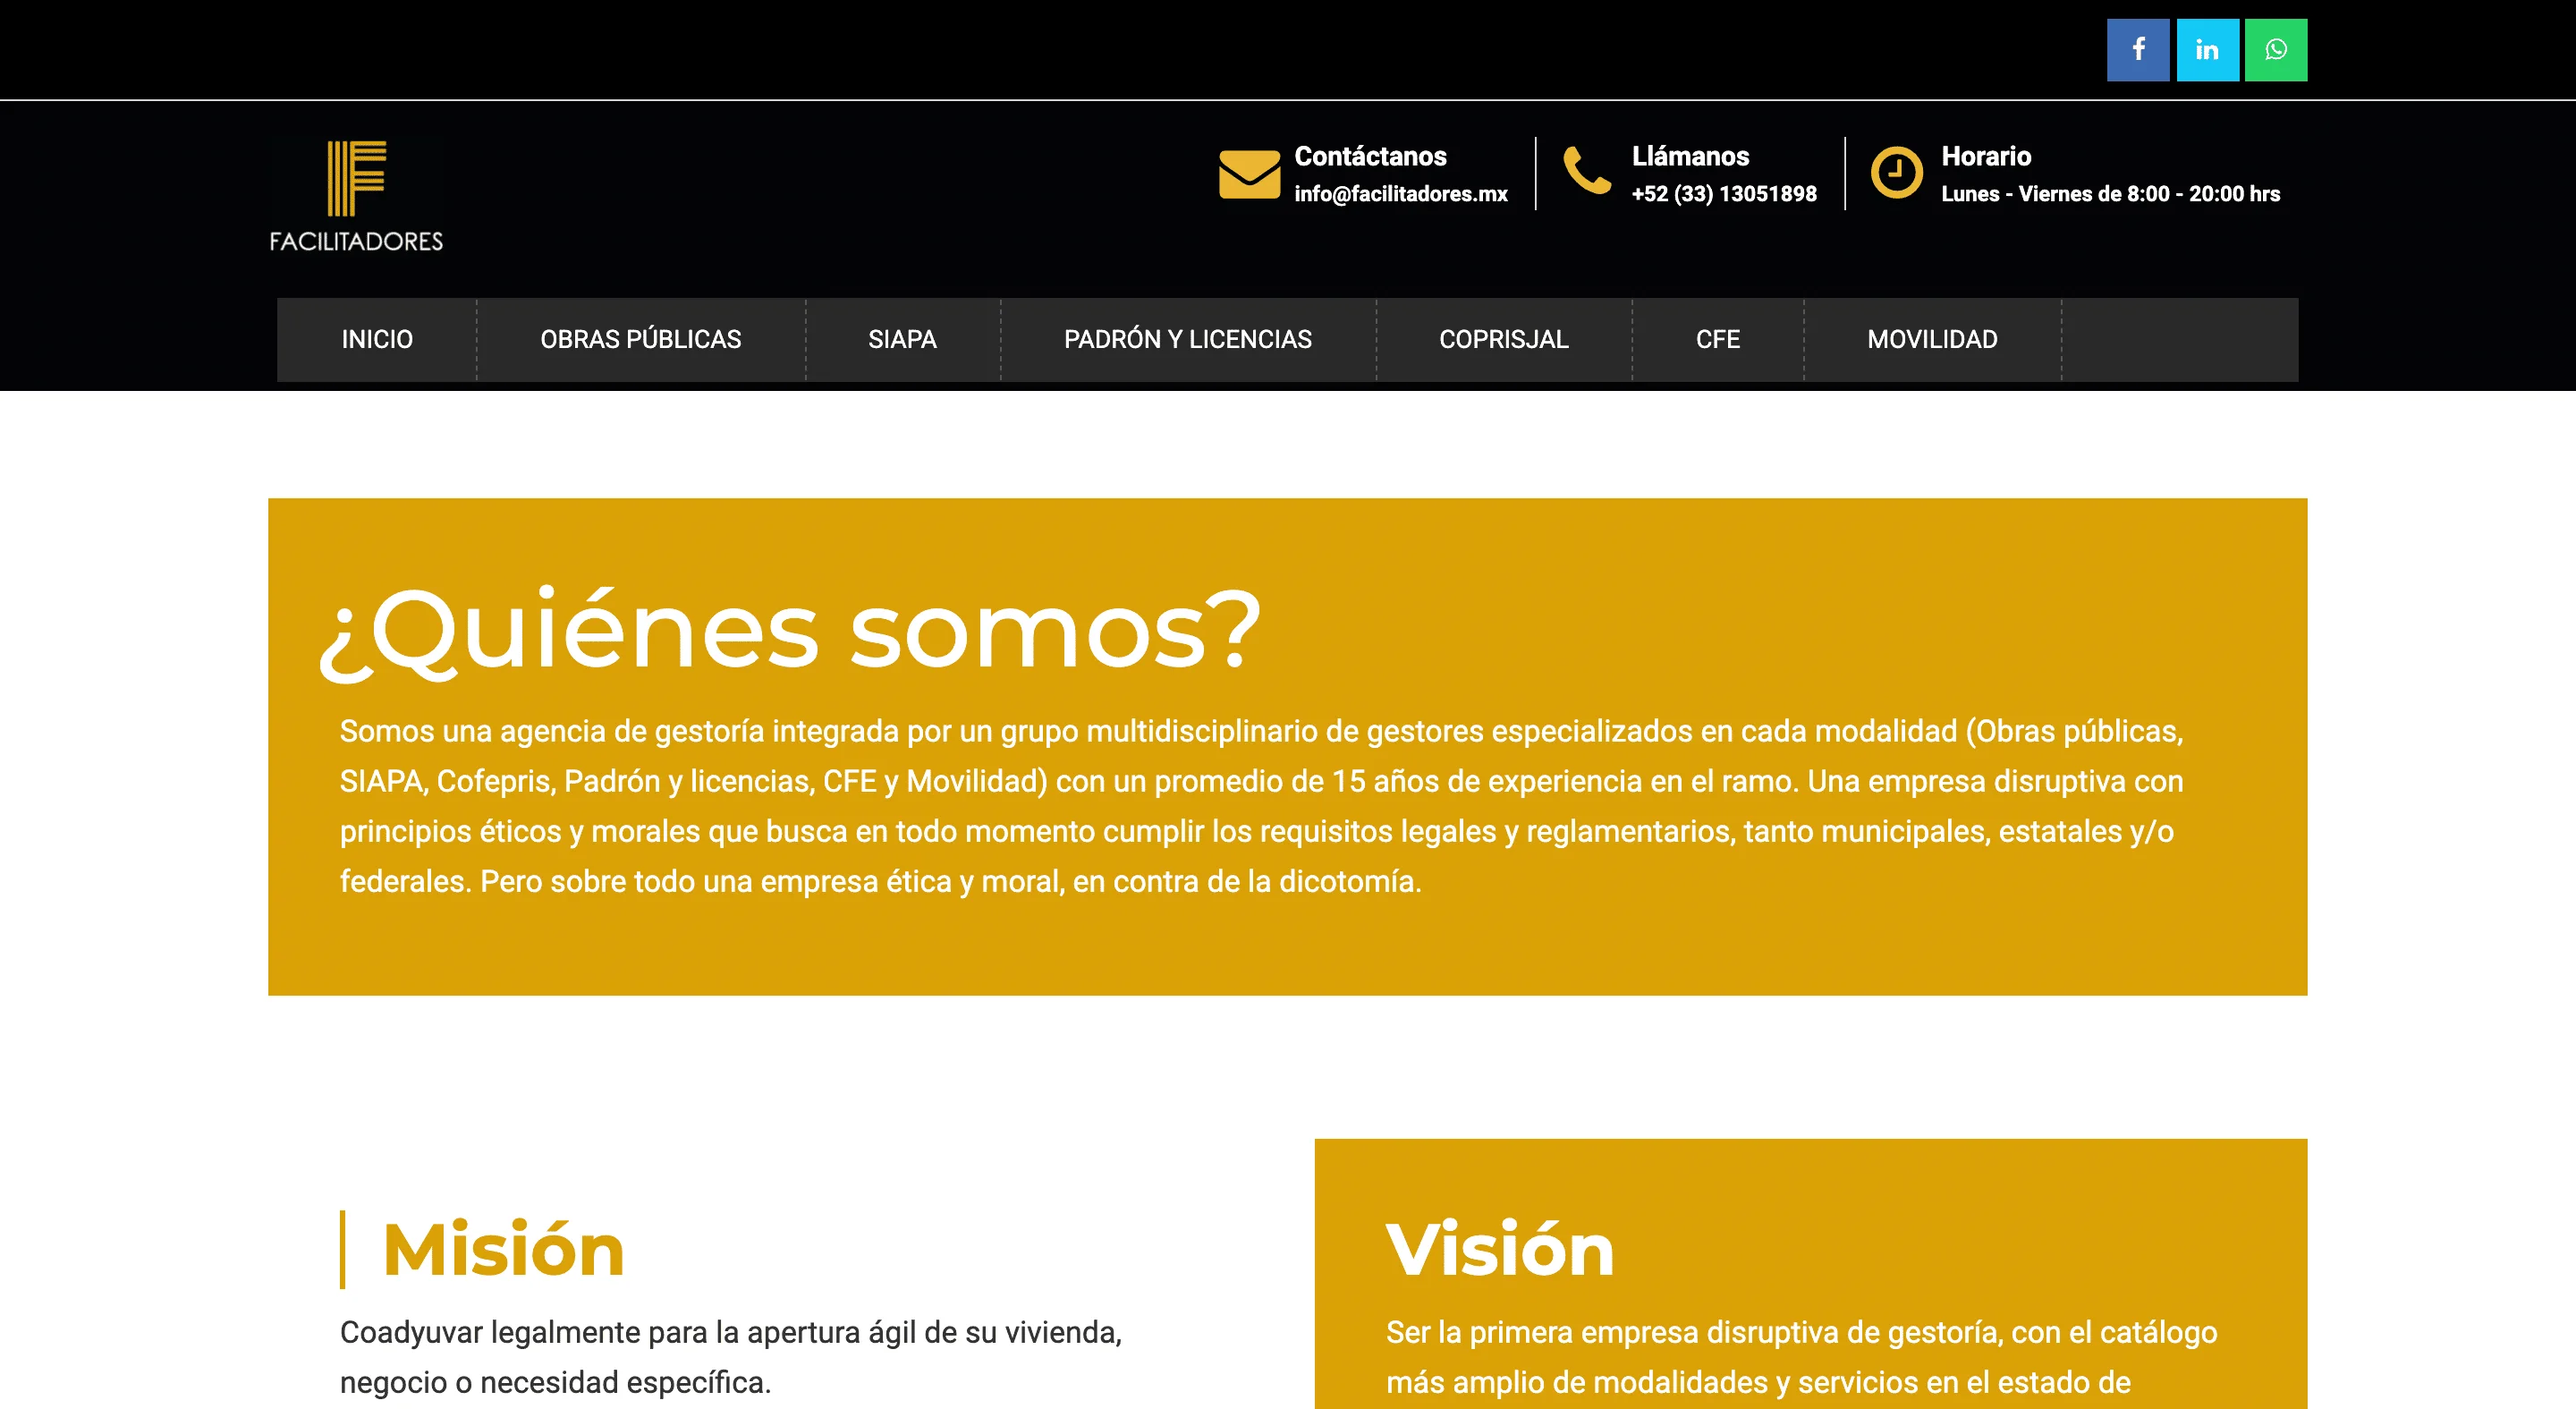 FACILITADORES
Contáctanos
info@facilitadores.mx
Llámanos
+52 (33) 13051898
Horario
Lunes - Viernes de 8:00 - 20:00 hrs
INICIO
OBRAS PÚBLICAS
SIAPA
PADRÓN Y LICENCIAS
COPRISJAL
CFE
MOVILIDAD
¿Quiénes somos?
Somos una agencia de gestoría integrada por un grupo multidisciplinario de gestores especializados en cada modalidad (Obras públicas,
SIAPA, Cofepris, Padrón y licencias, CFE y Movilidad) con un promedio de 15 años de experiencia en el ramo. Una empresa disruptiva con
principios éticos y morales que busca en todo momento cumplir los requisitos legales y reglamentarios, tanto municipales, estatales y/o
federales. Pero sobre todo una empresa ética y moral, en contra de la dicotomía.
Misión
Coadyuvar legalmente para la apertura ágil de su vivienda,
negocio o necesidad específica.
Visión
Ser la primera empresa disruptiva de gestoría, con el catálogo
más amplio de modalidades y servicios en el estado de